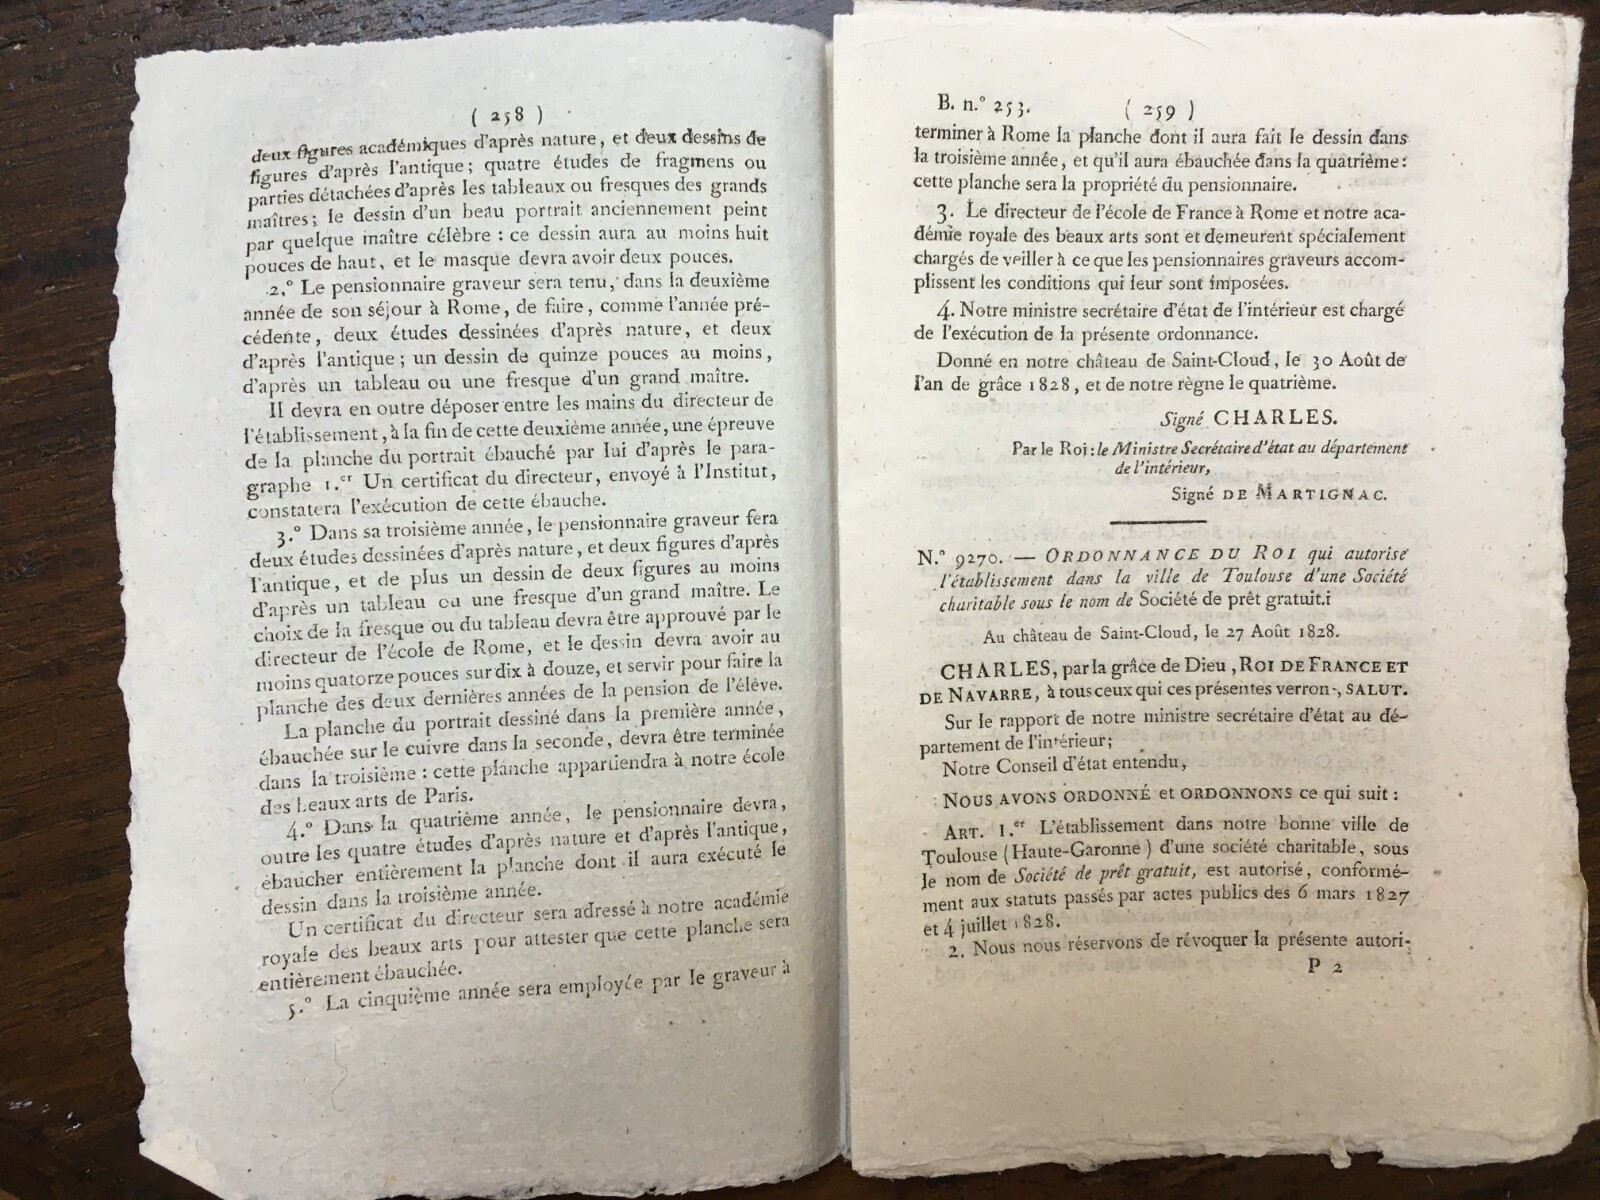 ( 258 )
deux figures académiques d'après nature, et deux dessins de
figures d'après l'antique ; quatre études de fragmens ou
parties détachées d'après les tableaux ou fresques des grands
maîtres ; le dessin d'un beau portrait anciennement peint
par quelque maître célèbre : ce dessin aura au moins huit
pouces de haut, et le masque devra avoir deux pouces.
2.° Le pensionnaire graveur sera tenu, dans la deuxième
année de son séjour à Rome, de faire, comme l'année pré-
cédente, deux études dessinées d'après nature, et deux
d'après l'antique ; un dessin de quinze pouces au moins,
d'après un tableau ou une fresque d'un grand maître.
Il devra en outre déposer entre les mains du directeur de
l'établissement, à la fin de cette deuxième année, une épreuve
de la planche du portrait ébauché par lui d'après le para-
graphe 1.er Un certificat du directeur, envoyé à l'Institut,
constatera l'exécution de cette ébauche.
3.° Dans sa troisième année, le pensionnaire graveur fera
deux études dessinées d'après nature, et deux figures d'après
l'antique, et de plus un dessin de deux figures au moins
d'après un tableau ou une fresque d'un grand maître. Le
choix de la fresque ou du tableau devra être approuvé par le
directeur de l'école de Rome, et le dessin devra avoir au
moins quatorze pouces sur dix à douze, et servir pour faire la
planche des deux dernières années de la pension de l'élève.
La planche du portrait dessiné dans la première année,
ébauchée sur le cuivre dans la seconde, devra être terminée
dans la troisième : cette planche appartiendra à notre école
des beaux arts de Paris.
4.° Dans la quatrième année, le pensionnaire devra,
outre les quatre études d'après nature et d'après l'antique,
ébaucher entièrement la planche dont il aura exécuté le
dessin dans la troisième année.
Un certificat du directeur sera adressé à notre académie
royale des beaux arts pour attester que cette planche sera
entièrement ébauchée.
5.° La cinquième année sera employée par le graveur à
B. n.° 253. ( 259 )
terminer à Rome la planche dont il aura fait le dessin dans
la troisième année, et qu'il aura ébauchée dans la quatrième :
cette planche sera la propriété du pensionnaire.
3. Le directeur de l'école de France à Rome et notre aca-
démie royale des beaux arts sont et demeurent spécialement
chargés de veiller à ce que les pensionnaires graveurs accom-
plissent les conditions qui leur sont imposées.
4. Notre ministre secrétaire d'état de l'intérieur est chargé
de l'exécution de la présente ordonnance.
Donné en notre château de Saint-Cloud, le 30 Août de
l'an de grâce 1828, et de notre règne le quatrième.
Signé CHARLES.
Par le Roi : le Ministre Secrétaire d'état au département
de l'intérieur,
Signé DE MARTIGNAC.
N.° 9270. — ORDONNANCE DU ROI qui autorise
l'établissement dans la ville de Toulouse d'une Société
charitable sous le nom de Société de prêt gratuit.i
Au château de Saint-Cloud, le 27 Août 1828.
CHARLES, par la grâce de Dieu, ROI DE FRANCE ET
DE NAVARRE, à tous ceux qui ces présentes verron-, SALUT.
Sur le rapport de notre ministre secrétaire d'état au dé-
partement de l'intérieur ;
Notre Conseil d'état entendu,
NOUS AVONS ORDONNÉ et ORDONNONS ce qui suit :
ART. 1.er L'établissement dans notre bonne ville de
Toulouse (Haute-Garonne) d'une société charitable, sous
le nom de Société de prêt gratuit, est autorisé, conformé-
ment aux statuts passés par actes publics des 6 mars 1827
et 4 juillet 1828.
2. Nous nous réservons de révoquer la présente autori-
P 2